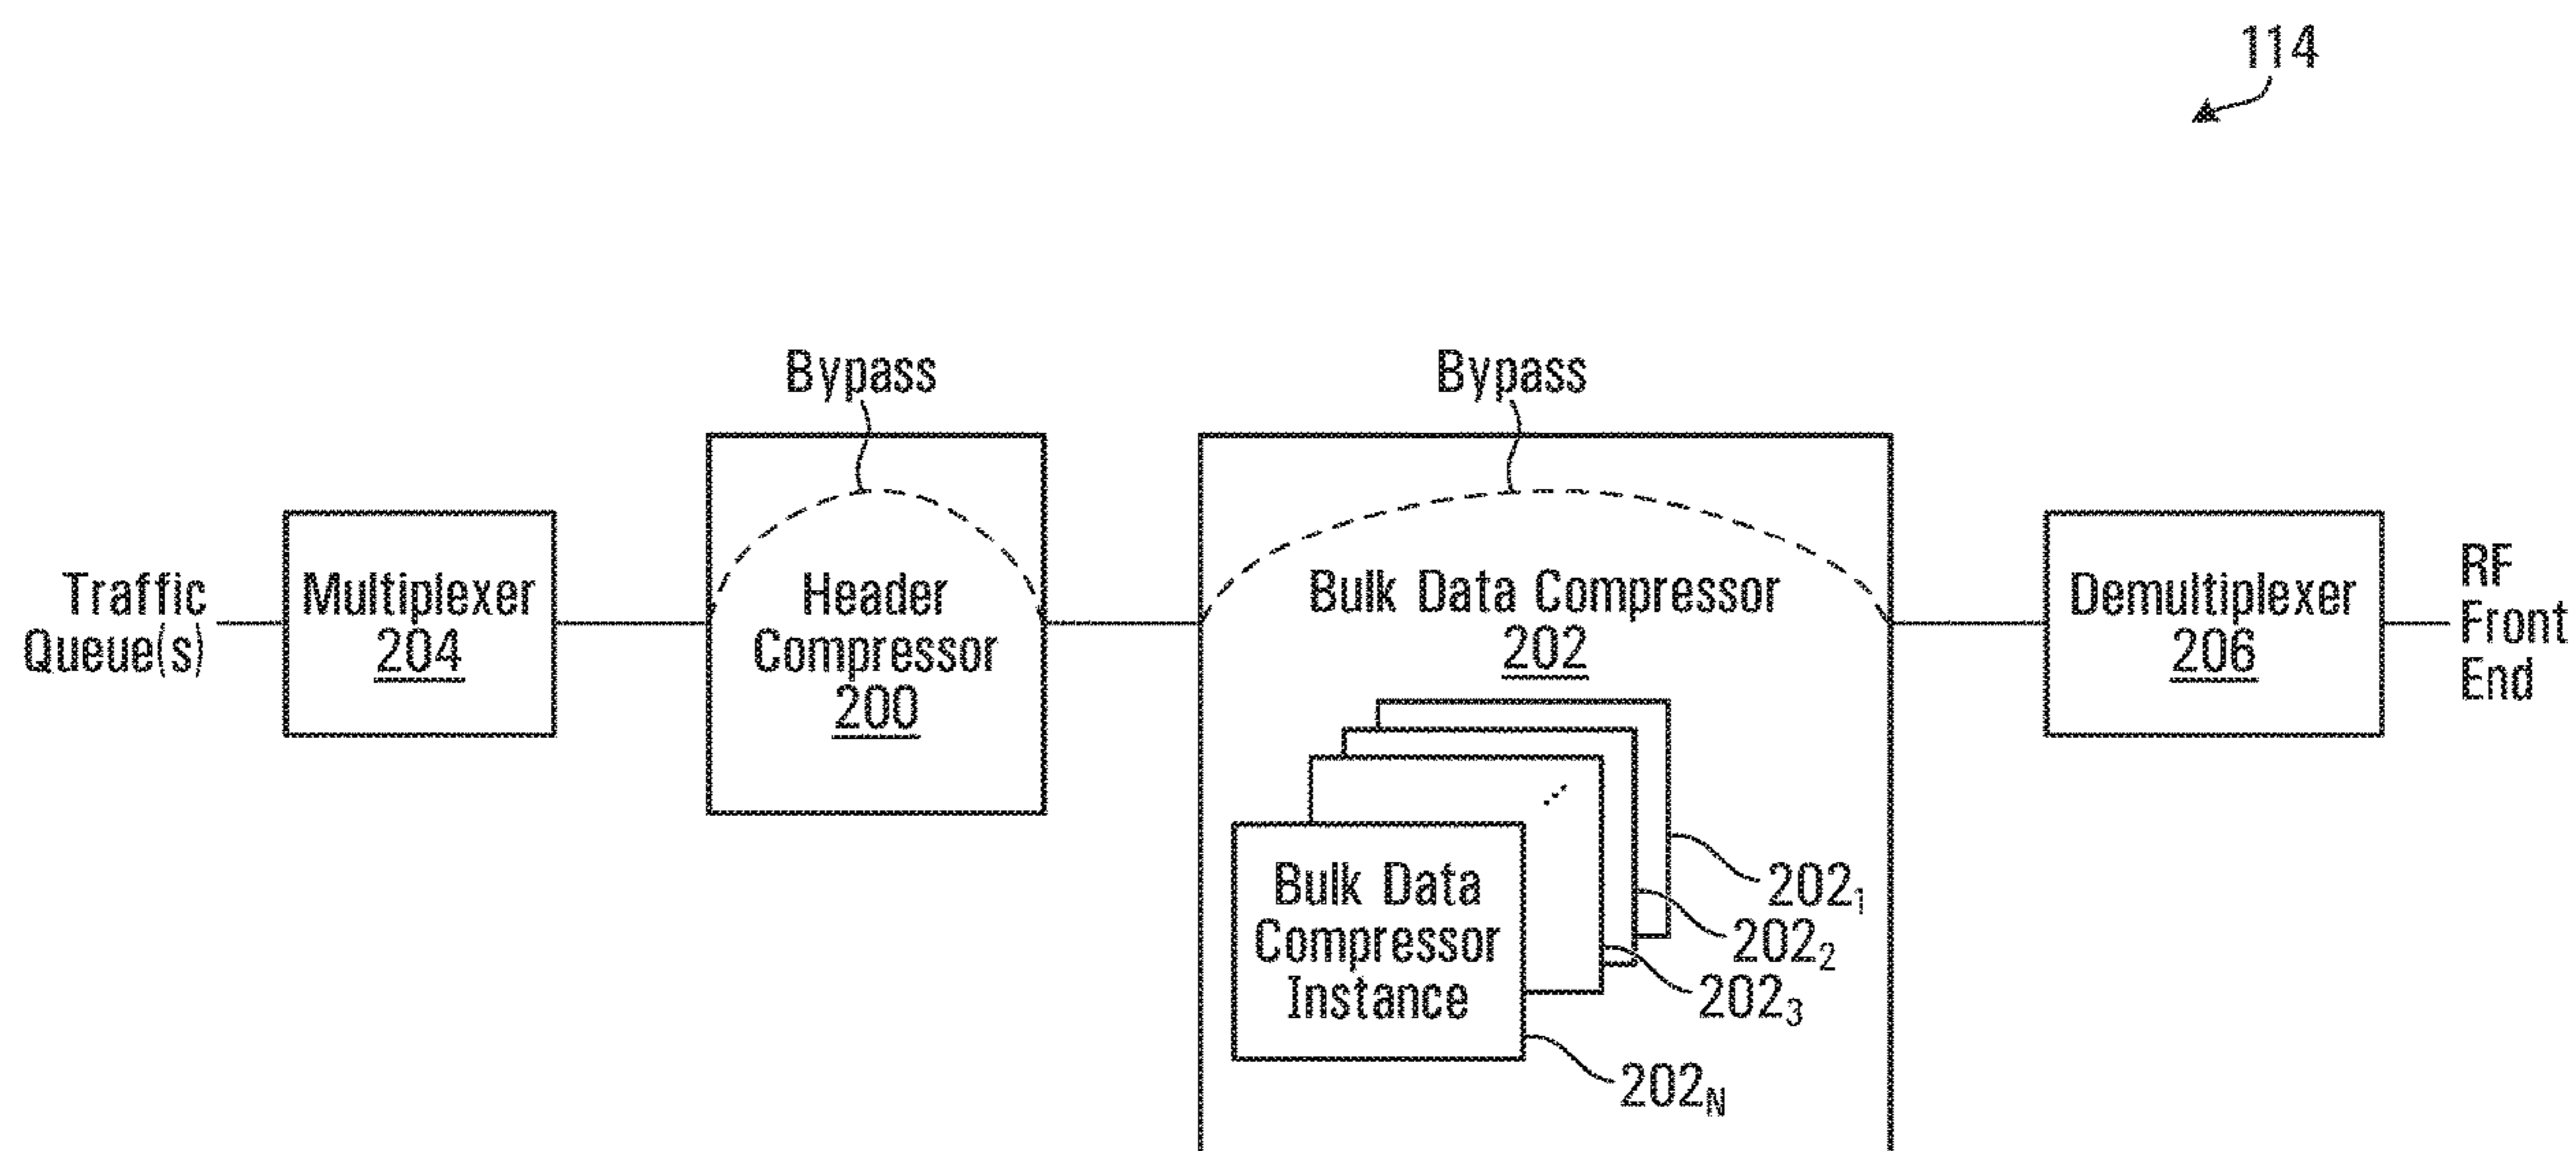 114
Bypass
Bypass
Traffic
Queue(s)
Multiplexer
204
Header
Compressor
200
Bulk Data Compressor
202
Demultiplexer
206
RF
Front
End
Bulk Data
Compressor
Instance
202₁
202₂
202₃
202_N